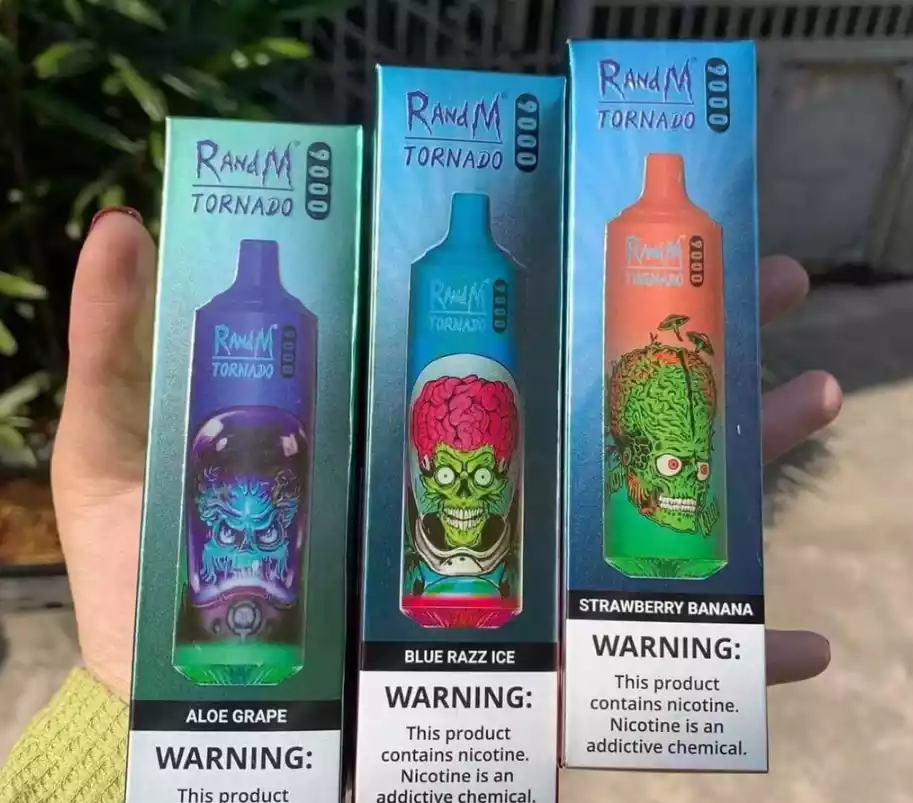 RANDM
TORNADO
9000
RANDM
TORNADO
9000
ALOE GRAPE
WARNING:
This product
RANDM
TORNADO
9000
RANDM
TORNADO
9000
BLUE RAZZ ICE
WARNING:
This product
contains nicotine.
Nicotine is an
addictive chemical.
RANDM
TORNADO
9000
RANDM
TORNADO
9000
STRAWBERRY BANANA
WARNING:
This product
contains nicotine.
Nicotine is an
addictive chemical.